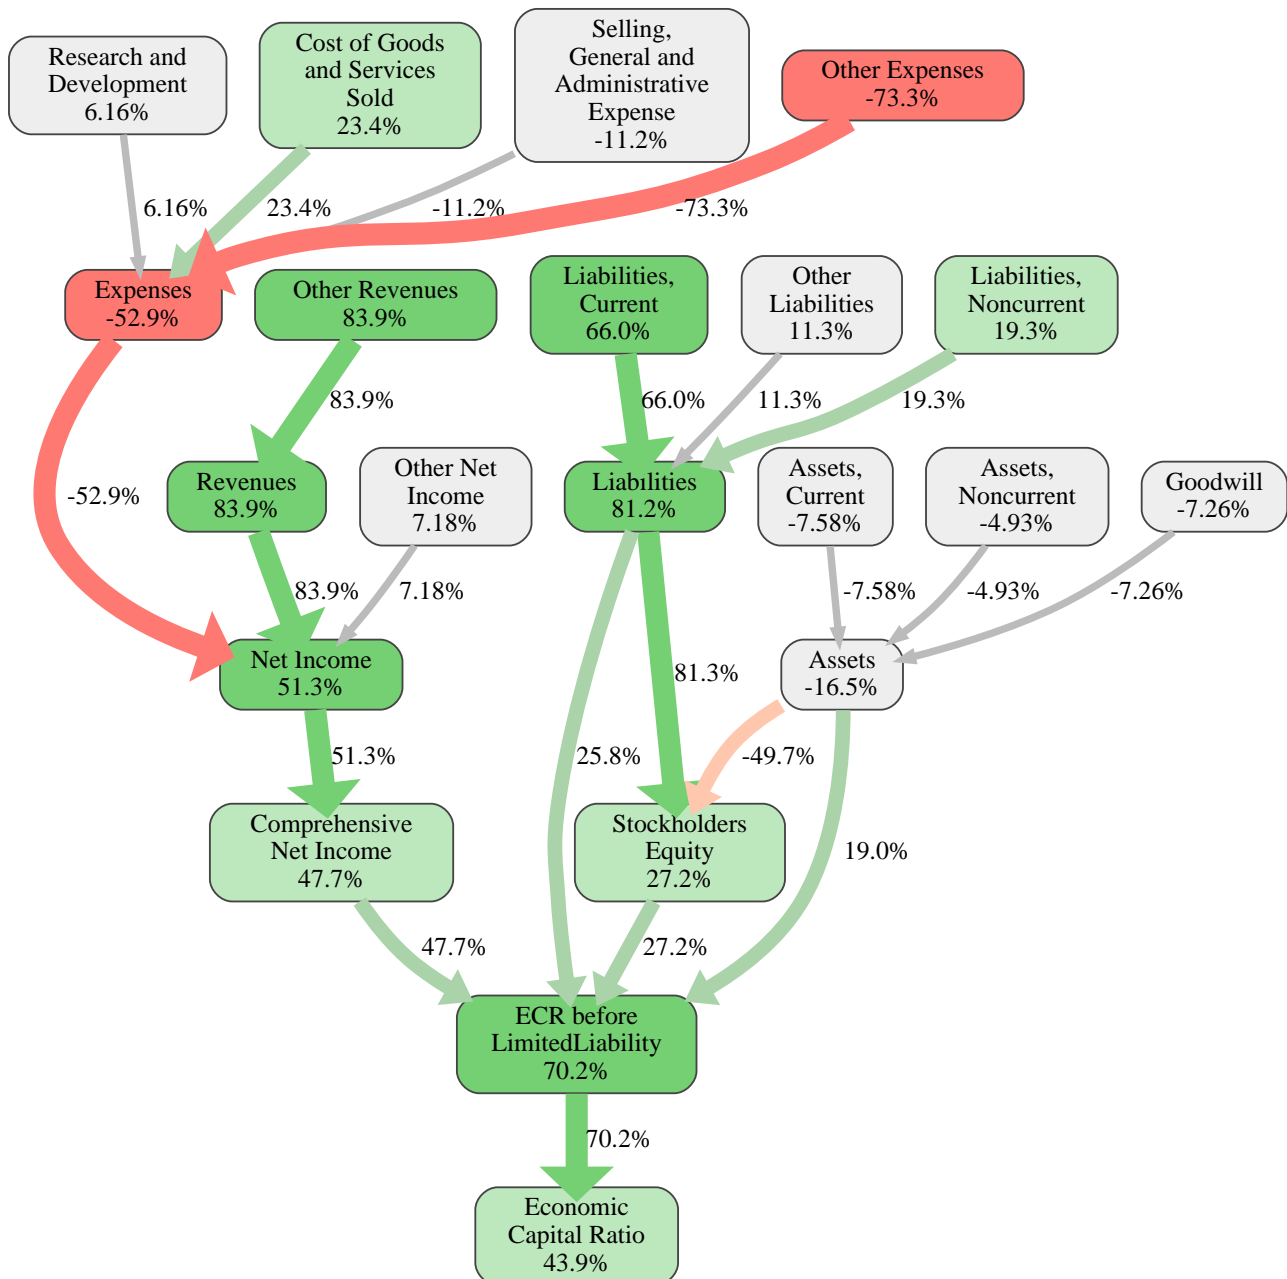 Research and
Development
6.16%
Cost of Goods
and Services
Sold
23.4%
Selling,
General and
Administrative
Expense
-11.2%
Other Expenses
-73.3%
6.16%
23.4%
-11.2%
-73.3%
Expenses
-52.9%
Other Revenues
83.9%
Liabilities,
Current
66.0%
Other
Liabilities
11.3%
Liabilities,
Noncurrent
19.3%
83.9%
66.0%
11.3%
19.3%
-52.9%
Revenues
83.9%
Other Net
Income
7.18%
Liabilities
81.2%
Assets,
Current
-7.58%
Assets,
Noncurrent
-4.93%
Goodwill
-7.26%
83.9%
7.18%
-7.58%
-4.93%
-7.26%
Net Income
51.3%
81.3%
Assets
-16.5%
51.3%
25.8%
-49.7%
Comprehensive
Net Income
47.7%
Stockholders
Equity
27.2%
19.0%
47.7%
27.2%
ECR before
LimitedLiability
70.2%
70.2%
Economic
Capital Ratio
43.9%